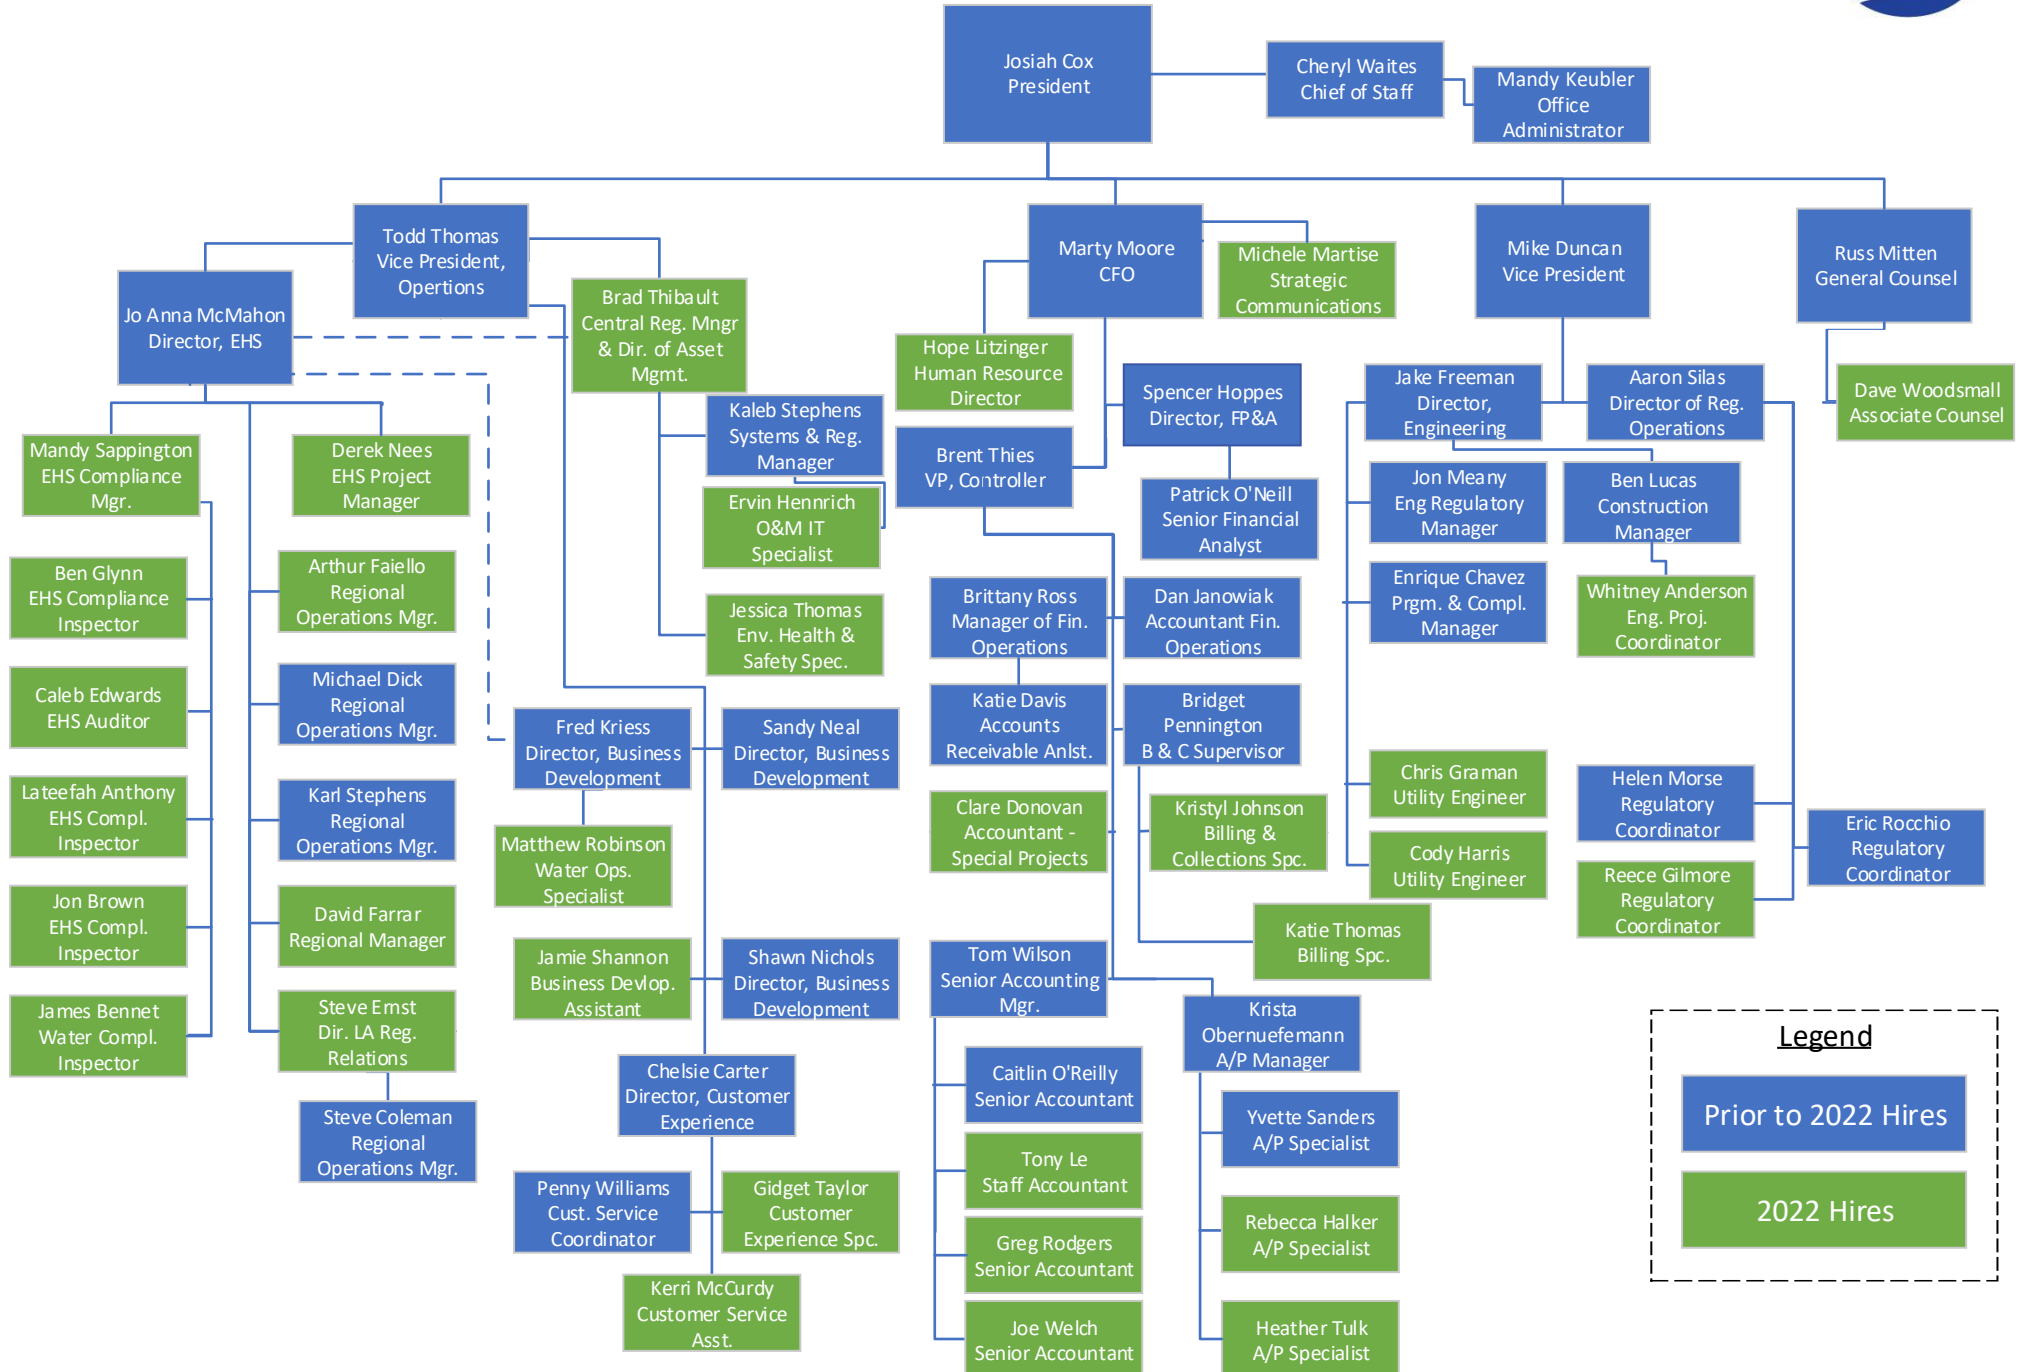 Josiah Cox
President
Cheryl Waites
Chief of Staff
Mandy Keubler
Office
Administrator
Todd Thomas
Vice President,
Opertions
Marty Moore
CFO
Michele Martise
Strategic
Communications
Mike Duncan
Vice President
Russ Mitten
General Counsel
Jo Anna McMahon
Director, EHS
Brad Thibault
Central Reg. Mngr
& Dir. of Asset
Mgmt.
Hope Litzinger
Human Resource
Director
Spencer Hoppes
Director, FP&A
Jake Freeman
Director,
Engineering
Aaron Silas
Director of Reg.
Operations
Dave Woodsmall
Associate Counsel
Mandy Sappington
EHS Compliance
Mgr.
Derek Nees
EHS Project
Manager
Kaleb Stephens
Systems & Reg.
Manager
Brent Thies
VP, Controller
Patrick O'Neill
Senior Financial
Analyst
Jon Meany
Eng Regulatory
Manager
Ben Lucas
Construction
Manager
Ervin Hennrich
O&M IT
Specialist
Ben Glynn
EHS Compliance
Inspector
Arthur Faiello
Regional
Operations Mgr.
Jessica Thomas
Env. Health &
Safety Spec.
Brittany Ross
Manager of Fin.
Operations
Dan Janowiak
Accountant Fin.
Operations
Enrique Chavez
Prgm. & Compl.
Manager
Whitney Anderson
Eng. Proj.
Coordinator
Caleb Edwards
EHS Auditor
Michael Dick
Regional
Operations Mgr.
Fred Kriess
Director, Business
Development
Sandy Neal
Director, Business
Development
Katie Davis
Accounts
Receivable Anlst.
Bridget
Pennington
B & C Supervisor
Lateefah Anthony
EHS Compl.
Inspector
Karl Stephens
Regional
Operations Mgr.
Matthew Robinson
Water Ops.
Specialist
Clare Donovan
Accountant -
Special Projects
Kristyl Johnson
Billing &
Collections Spc.
Chris Graman
Utility Engineer
Helen Morse
Regulatory
Coordinator
Eric Rocchio
Regulatory
Coordinator
Cody Harris
Utility Engineer
Reece Gilmore
Regulatory
Coordinator
Jon Brown
EHS Compl.
Inspector
David Farrar
Regional Manager
Jamie Shannon
Business Devlop.
Assistant
Shawn Nichols
Director, Business
Development
Tom Wilson
Senior Accounting
Mgr.
Katie Thomas
Billing Spc.
James Bennet
Water Compl.
Inspector
Steve Ernst
Dir. LA Reg.
Relations
Krista
Obernuefemann
A/P Manager
Steve Coleman
Regional
Operations Mgr.
Chelsie Carter
Director, Customer
Experience
Caitlin O'Reilly
Senior Accountant
Yvette Sanders
A/P Specialist
Penny Williams
Cust. Service
Coordinator
Gidget Taylor
Customer
Experience Spc.
Tony Le
Staff Accountant
Rebecca Halker
A/P Specialist
Greg Rodgers
Senior Accountant
Kerri McCurdy
Customer Service
Asst.
Joe Welch
Senior Accountant
Heather Tulk
A/P Specialist
Legend
Prior to 2022 Hires
2022 Hires